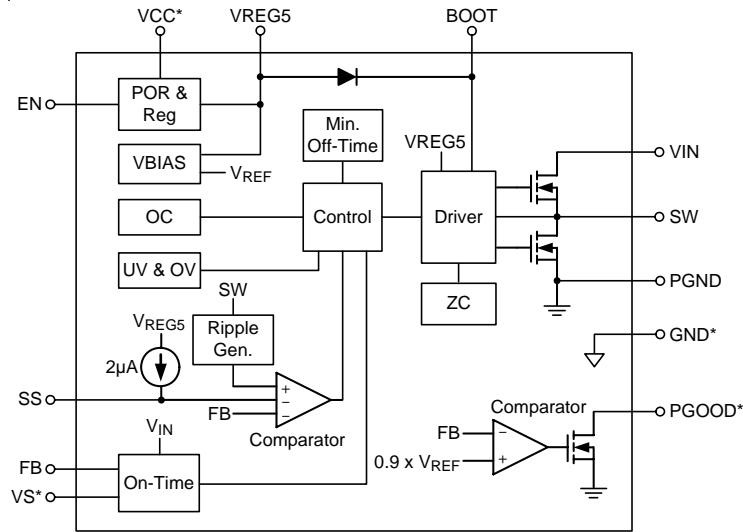 VCC*
VREG5
BOOT
EN
POR &
Reg
Min.
Off-Time
VREG5
VIN
VBIAS
VREF
OC
Control
Driver
SW
UV & OV
PGND
SW
ZC
VREG5
Ripple
Gen.
GND*
2µA
+
−
−
SS
FB
Comparator
Comparator
PGOOD*
VIN
FB
−
+
0.9 x VREF
FB
On-Time
VS*